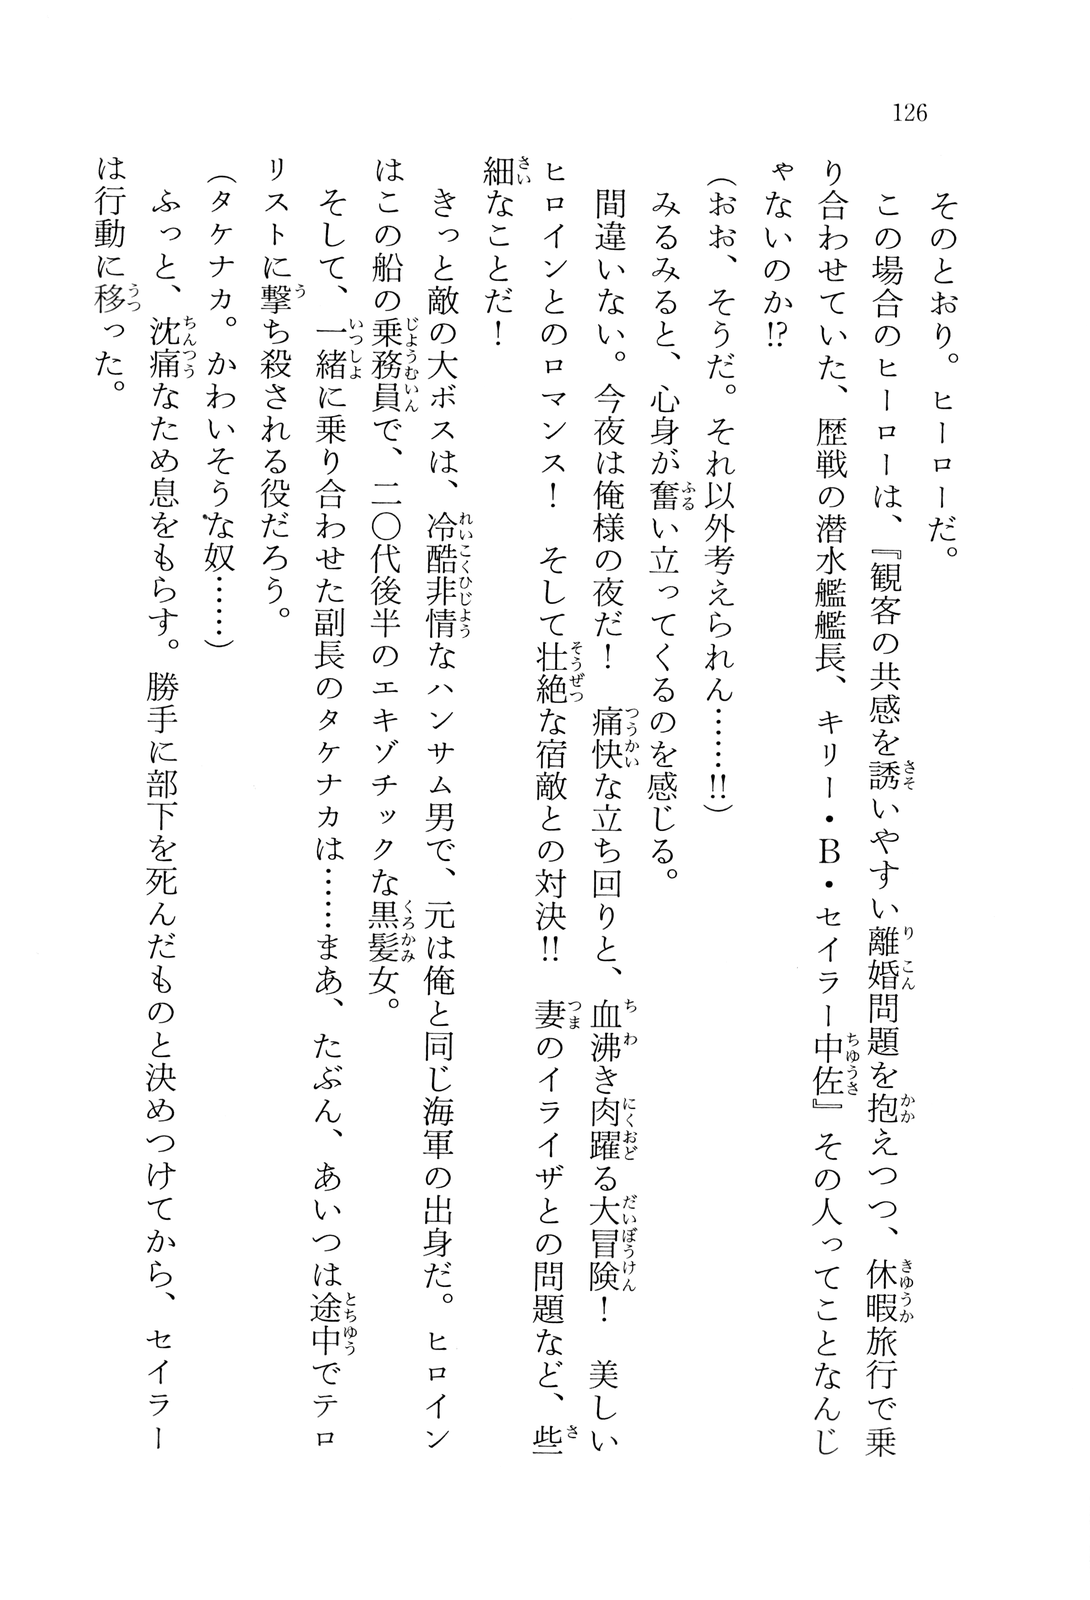 126
そのとおり。ヒーローだ。
この場合のヒーローは、『観客の共感を誘いやすい離婚問題を抱えつつ、休暇旅行で乗
り合わせていた、歴戦の潜水艦艦長、キリー・B・セイラー中佐』その人ってことなんじ
ゃないのか!?
（おお、そうだ。それ以外考えられん……!!）
みるみると、心身が奮い立ってくるのを感じる。
間違いない。今夜は俺様の夜だ！　痛快な立ち回りと、血沸き肉躍る大冒険！　美しい
ヒロインとのロマンス！　そして壮絶な宿敵との対決!!　妻のイライザとの問題など、些
細なことだ！
きっと敵の大ボスは、冷酷非情なハンサム男で、元は俺と同じ海軍の出身だ。ヒロイン
はこの船の乗務員で、二〇代後半のエキゾチックな黒髪女。
そして、一緒に乗り合わせた副長のタケナカは……まあ、たぶん、あいつは途中でテロ
リストに撃ち殺される役だろう。
（タケナカ。かわいそうな奴……）
ふっと、沈痛なため息をもらす。勝手に部下を死んだものと決めつけてから、セイラー
は行動に移った。